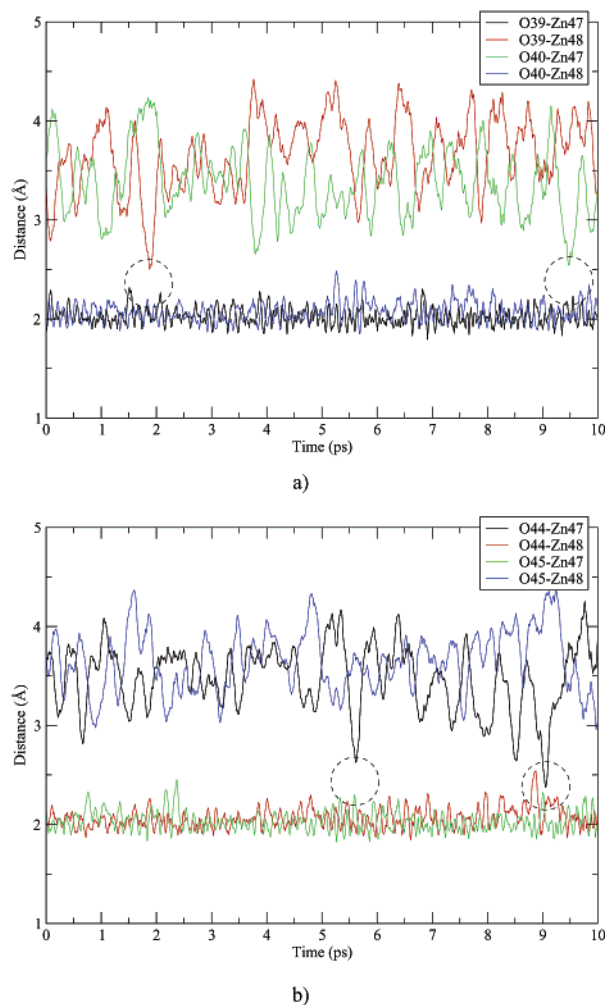 5
4
3
2
1
Distance (Å)
O39-Zn47
O39-Zn48
O40-Zn47
O40-Zn48
0 1 2 3 4 5 6 7 8 9 10
Time (ps)
a)
5
4
3
2
1
Distance (Å)
O44-Zn47
O44-Zn48
O45-Zn47
O45-Zn48
0 1 2 3 4 5 6 7 8 9 10
Time (ps)
b)